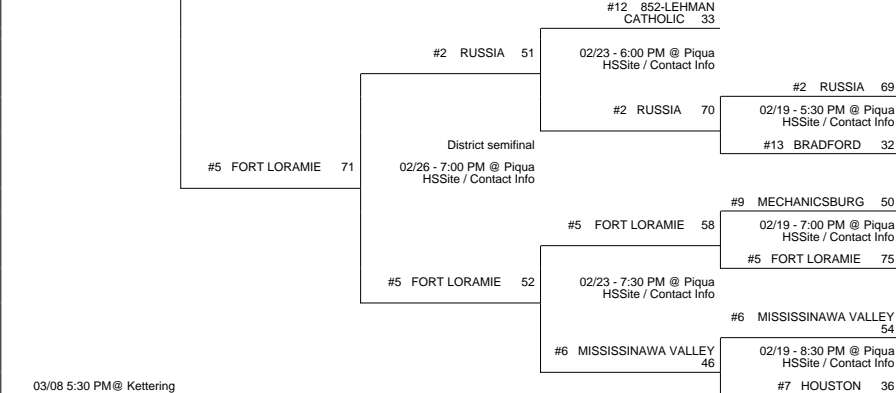 #12 852-LEHMAN
CATHOLIC 33
#2 RUSSIA 51
02/23 - 6:00 PM @ Piqua
HSSite / Contact Info
#2 RUSSIA 69
#2 RUSSIA 70
02/19 - 5:30 PM @ Piqua
HSSite / Contact Info
District semifinal
#13 BRADFORD 32
#5 FORT LORAMIE 71
02/26 - 7:00 PM @ Piqua
HSSite / Contact Info
#9 MECHANICSBURG 50
#5 FORT LORAMIE 58
02/19 - 7:00 PM @ Piqua
HSSite / Contact Info
#5 FORT LORAMIE 75
#5 FORT LORAMIE 52
02/23 - 7:30 PM @ Piqua
HSSite / Contact Info
#6 MISSISSINAWA VALLEY
54
#6 MISSISSINAWA VALLEY
46
02/19 - 8:30 PM @ Piqua
HSSite / Contact Info
03/08 5:30 PM@ Kettering
#7 HOUSTON 36